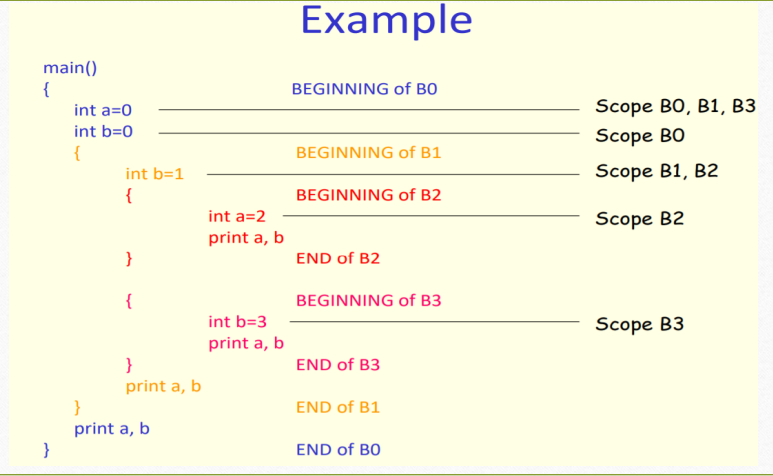 Example
main()
{ BEGINNING of B0
int a=0 Scope B0, B1, B3
int b=0 Scope B0
{ BEGINNING of B1
int b=1 Scope B1, B2
{ BEGINNING of B2
int a=2 Scope B2
print a, b
} END of B2
{ BEGINNING of B3
int b=3 Scope B3
print a, b
} END of B3
print a, b
} END of B1
print a, b
} END of B0